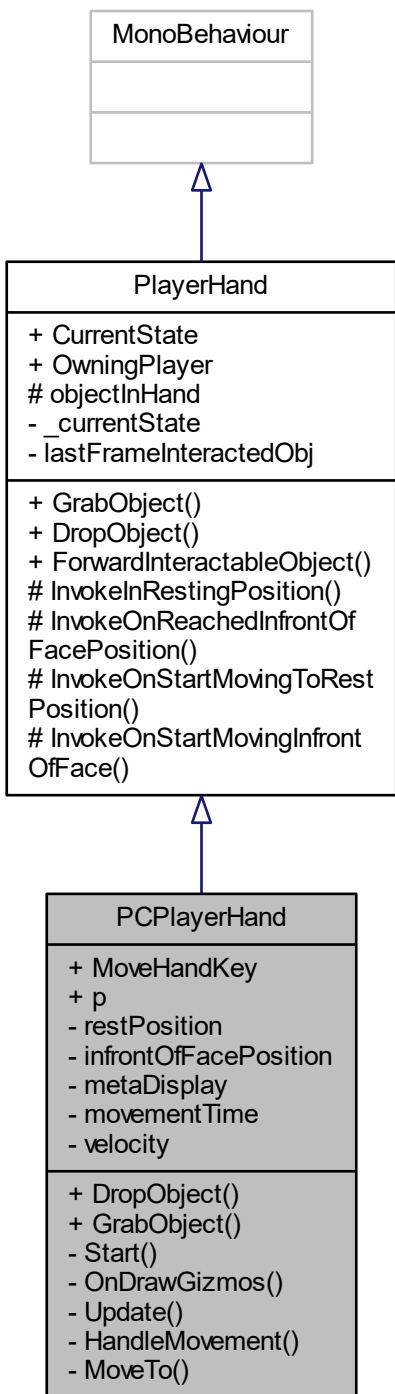 MonoBehaviour
PlayerHand
+ CurrentState
+ OwningPlayer
# objectInHand
- _currentState
- lastFrameInteractedObj
+ GrabObject()
+ DropObject()
+ ForwardInteractableObject()
# InvokeInRestingPosition()
# InvokeOnReachedInfrontOf
FacePosition()
# InvokeOnStartMovingToRest
Position()
# InvokeOnStartMovingInfront
OfFace()
PCPlayerHand
+ MoveHandKey
+ p
- restPosition
- infrontOfFacePosition
- metaDisplay
- movementTime
- velocity
+ DropObject()
+ GrabObject()
- Start()
- OnDrawGizmos()
- Update()
- HandleMovement()
- MoveTo()